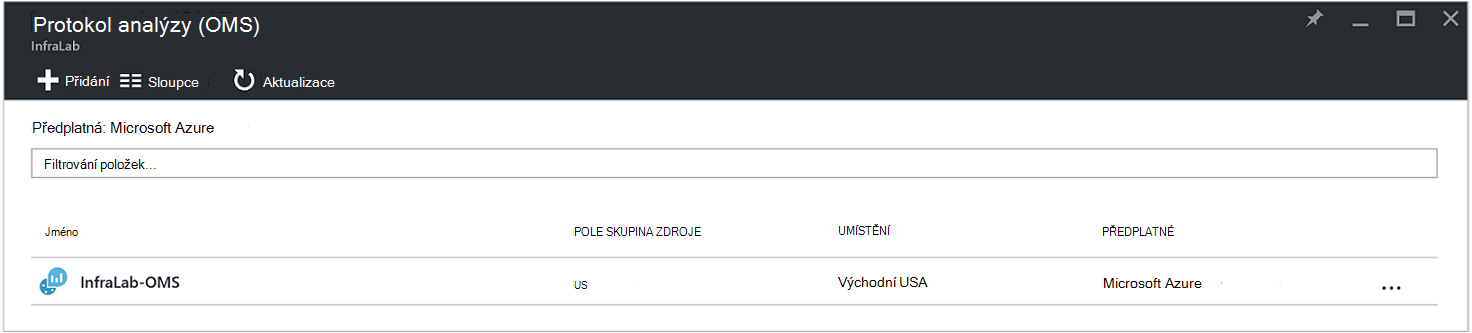 Protokol analýzy (OMS)
InfraLab
Přidání Sloupce Aktualizace
Předplatná: Microsoft Azure
Filtrování položek...
Jméno POLE SKUPINA ZDROJE UMÍSTĚNÍ PŘEDPLATNÉ
InfraLab-OMS US Východní USA Microsoft Azure ...